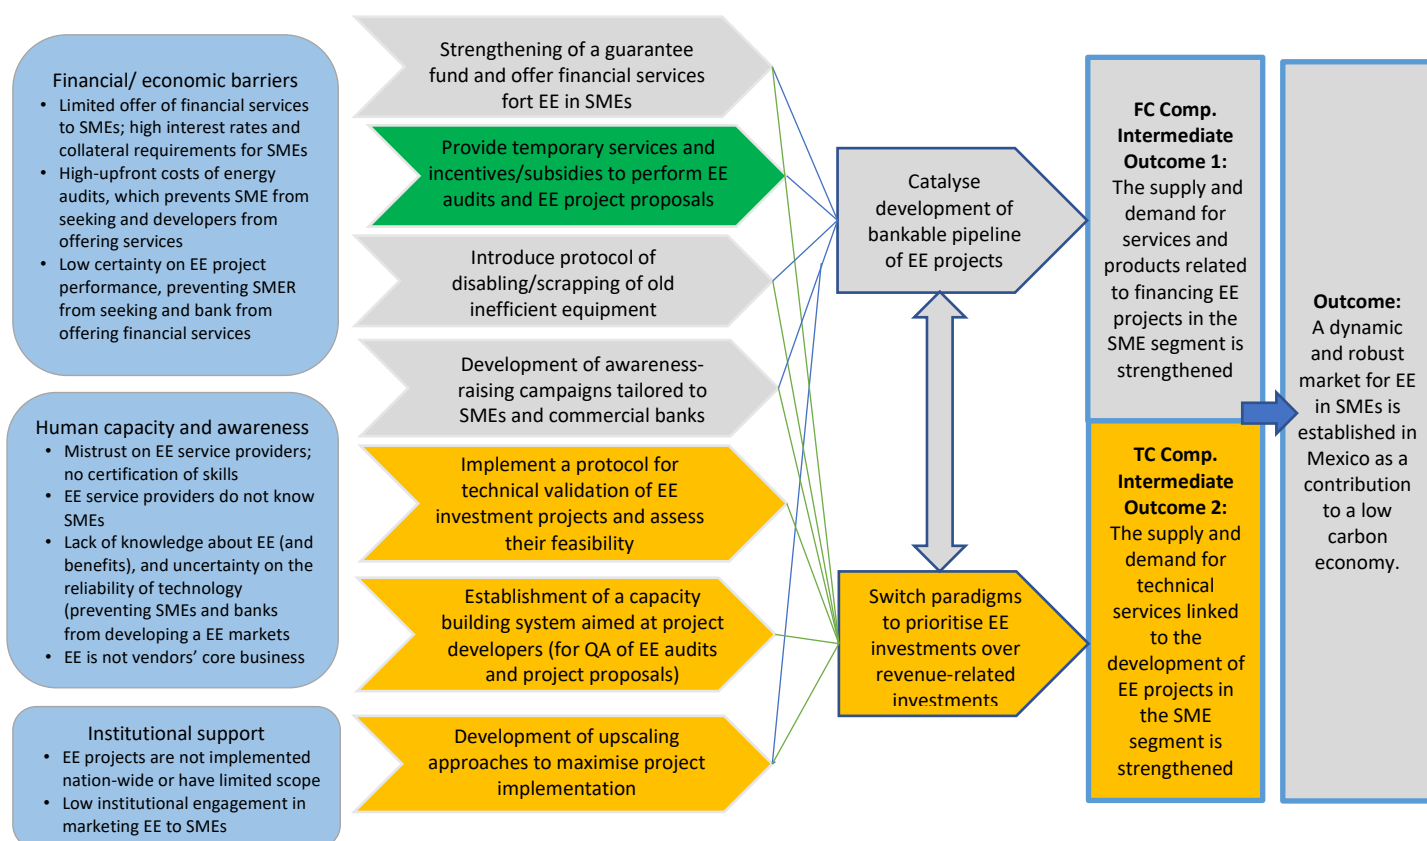 Financial/ economic barriers
• Limited offer of financial services
to SMEs; high interest rates and
collateral requirements for SMEs
• High-upfront costs of energy
audits, which prevents SME from
seeking and developers from
offering services
• Low certainty on EE project
performance, preventing SMER
from seeking and bank from
offering financial services
Human capacity and awareness
• Mistrust on EE service providers;
no certification of skills
• EE service providers do not know
SMEs
• Lack of knowledge about EE (and
benefits), and uncertainty on the
reliability of technology
(preventing SMEs and banks
from developing a EE markets
• EE is not vendors’ core business
Institutional support
• EE projects are not implemented
nation-wide or have limited scope
• Low institutional engagement in
marketing EE to SMEs
Strengthening of a guarantee
fund and offer financial services
fort EE in SMEs
Provide temporary services and
incentives/subsidies to perform EE
audits and EE project proposals
Introduce protocol of
disabling/scrapping of old
inefficient equipment
Development of awareness-
raising campaigns tailored to
SMEs and commercial banks
Implement a protocol for
technical validation of EE
investment projects and assess
their feasibility
Establishment of a capacity
building system aimed at project
developers (for QA of EE audits
and project proposals)
Development of upscaling
approaches to maximise project
implementation
Catalyse
development of
bankable pipeline
of EE projects
Switch paradigms
to prioritise EE
investments over
revenue-related
investments
FC Comp.
Intermediate
Outcome 1:
The supply and
demand for
services and
products related
to financing EE
projects in the
SME segment is
strengthened
TC Comp.
Intermediate
Outcome 2:
The supply and
demand for
technical
services linked
to the
development of
EE projects in
the SME
segment is
strengthened
Outcome:
A dynamic
and robust
market for EE
in SMEs is
established in
Mexico as a
contribution
to a low
carbon
economy.